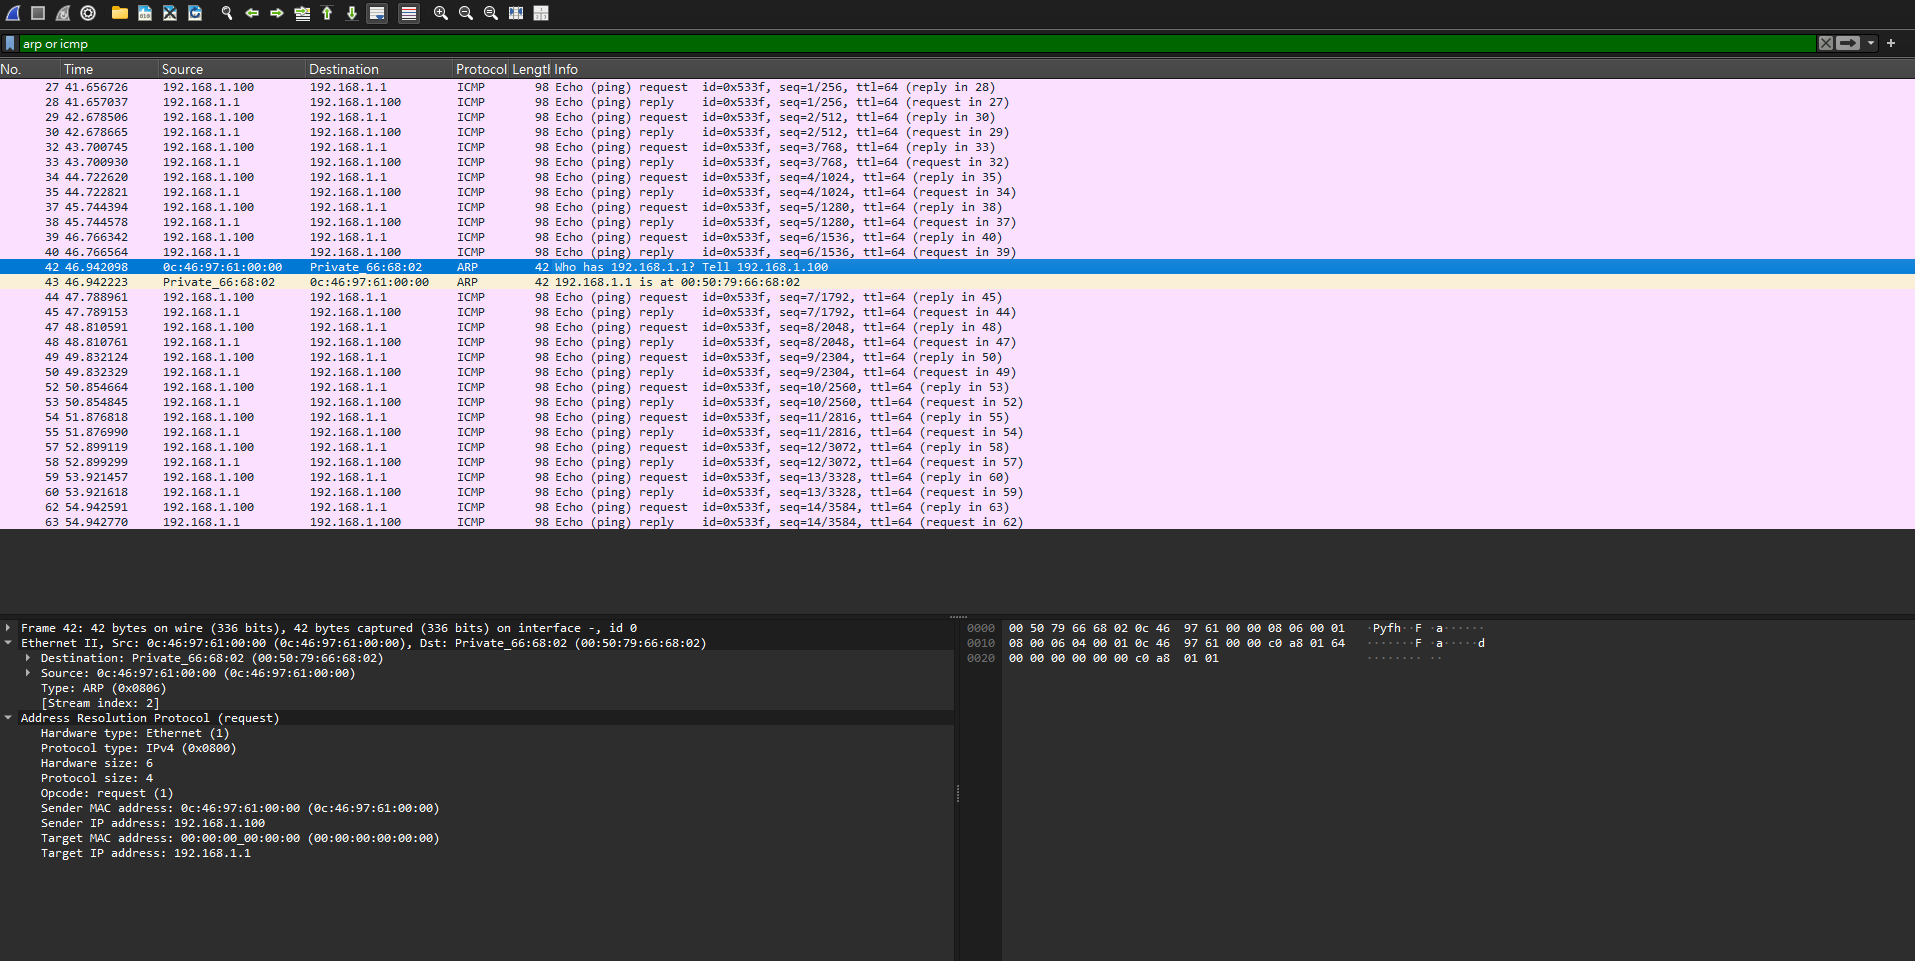 arp or icmp
No. Time Source Destination Protocol Length Info
27 41.656726 192.168.1.100 192.168.1.1 ICMP 98 Echo (ping) request id=0x533f, seq=1/256, ttl=64 (reply in 28)
28 41.657037 192.168.1.1 192.168.1.100 ICMP 98 Echo (ping) reply id=0x533f, seq=1/256, ttl=64 (request in 27)
29 42.678506 192.168.1.100 192.168.1.1 ICMP 98 Echo (ping) request id=0x533f, seq=2/512, ttl=64 (reply in 30)
30 42.678665 192.168.1.1 192.168.1.100 ICMP 98 Echo (ping) reply id=0x533f, seq=2/512, ttl=64 (request in 29)
32 43.700745 192.168.1.100 192.168.1.1 ICMP 98 Echo (ping) request id=0x533f, seq=3/768, ttl=64 (reply in 33)
33 43.700930 192.168.1.1 192.168.1.100 ICMP 98 Echo (ping) reply id=0x533f, seq=3/768, ttl=64 (request in 32)
34 44.722620 192.168.1.100 192.168.1.1 ICMP 98 Echo (ping) request id=0x533f, seq=4/1024, ttl=64 (reply in 35)
35 44.722821 192.168.1.1 192.168.1.100 ICMP 98 Echo (ping) reply id=0x533f, seq=4/1024, ttl=64 (request in 34)
37 45.744394 192.168.1.100 192.168.1.1 ICMP 98 Echo (ping) request id=0x533f, seq=5/1280, ttl=64 (reply in 38)
38 45.744578 192.168.1.1 192.168.1.100 ICMP 98 Echo (ping) reply id=0x533f, seq=5/1280, ttl=64 (request in 37)
39 46.766342 192.168.1.100 192.168.1.1 ICMP 98 Echo (ping) request id=0x533f, seq=6/1536, ttl=64 (reply in 40)
40 46.766564 192.168.1.1 192.168.1.100 ICMP 98 Echo (ping) reply id=0x533f, seq=6/1536, ttl=64 (request in 39)
42 46.942098 0c:46:97:61:00:00 Private_66:68:02 ARP 42 Who has 192.168.1.1? Tell 192.168.1.100
43 46.942223 Private_66:68:02 0c:46:97:61:00:00 ARP 42 192.168.1.1 is at 00:50:79:66:68:02
44 47.788961 192.168.1.100 192.168.1.1 ICMP 98 Echo (ping) request id=0x533f, seq=7/1792, ttl=64 (reply in 45)
45 47.789153 192.168.1.1 192.168.1.100 ICMP 98 Echo (ping) reply id=0x533f, seq=7/1792, ttl=64 (request in 44)
47 48.810591 192.168.1.100 192.168.1.1 ICMP 98 Echo (ping) request id=0x533f, seq=8/2048, ttl=64 (reply in 48)
48 48.810761 192.168.1.1 192.168.1.100 ICMP 98 Echo (ping) reply id=0x533f, seq=8/2048, ttl=64 (request in 47)
49 49.832124 192.168.1.100 192.168.1.1 ICMP 98 Echo (ping) request id=0x533f, seq=9/2304, ttl=64 (reply in 50)
50 49.832329 192.168.1.1 192.168.1.100 ICMP 98 Echo (ping) reply id=0x533f, seq=9/2304, ttl=64 (request in 49)
52 50.854664 192.168.1.100 192.168.1.1 ICMP 98 Echo (ping) request id=0x533f, seq=10/2560, ttl=64 (reply in 53)
53 50.854845 192.168.1.1 192.168.1.100 ICMP 98 Echo (ping) reply id=0x533f, seq=10/2560, ttl=64 (request in 52)
54 51.876818 192.168.1.100 192.168.1.1 ICMP 98 Echo (ping) request id=0x533f, seq=11/2816, ttl=64 (reply in 55)
55 51.876990 192.168.1.1 192.168.1.100 ICMP 98 Echo (ping) reply id=0x533f, seq=11/2816, ttl=64 (request in 54)
57 52.899119 192.168.1.100 192.168.1.1 ICMP 98 Echo (ping) request id=0x533f, seq=12/3072, ttl=64 (reply in 58)
58 52.899299 192.168.1.1 192.168.1.100 ICMP 98 Echo (ping) reply id=0x533f, seq=12/3072, ttl=64 (request in 57)
59 53.921457 192.168.1.100 192.168.1.1 ICMP 98 Echo (ping) request id=0x533f, seq=13/3328, ttl=64 (reply in 60)
60 53.921618 192.168.1.1 192.168.1.100 ICMP 98 Echo (ping) reply id=0x533f, seq=13/3328, ttl=64 (request in 59)
62 54.942591 192.168.1.100 192.168.1.1 ICMP 98 Echo (ping) request id=0x533f, seq=14/3584, ttl=64 (reply in 63)
63 54.942770 192.168.1.1 192.168.1.100 ICMP 98 Echo (ping) reply id=0x533f, seq=14/3584, ttl=64 (request in 62)
Frame 42: 42 bytes on wire (336 bits), 42 bytes captured (336 bits) on interface -, id 0
Ethernet II, Src: 0c:46:97:61:00:00 (0c:46:97:61:00:00), Dst: Private_66:68:02 (00:50:79:66:68:02)
Destination: Private_66:68:02 (00:50:79:66:68:02)
Source: 0c:46:97:61:00:00 (0c:46:97:61:00:00)
Type: ARP (0x0806)
[Stream index: 2]
Address Resolution Protocol (request)
Hardware type: Ethernet (1)
Protocol type: IPv4 (0x0800)
Hardware size: 6
Protocol size: 4
Opcode: request (1)
Sender MAC address: 0c:46:97:61:00:00 (0c:46:97:61:00:00)
Sender IP address: 192.168.1.100
Target MAC address: 00:00:00_00:00:00 (00:00:00:00:00:00)
Target IP address: 192.168.1.1
0000 00 50 79 66 68 02 0c 46 97 61 00 00 08 06 00 01 ·Pyfh··F ·a······
0010 08 00 06 04 00 01 0c 46 97 61 00 00 c0 a8 01 64 ·······F ·a·····d
0020 00 00 00 00 00 00 c0 a8 01 01 ········ ··